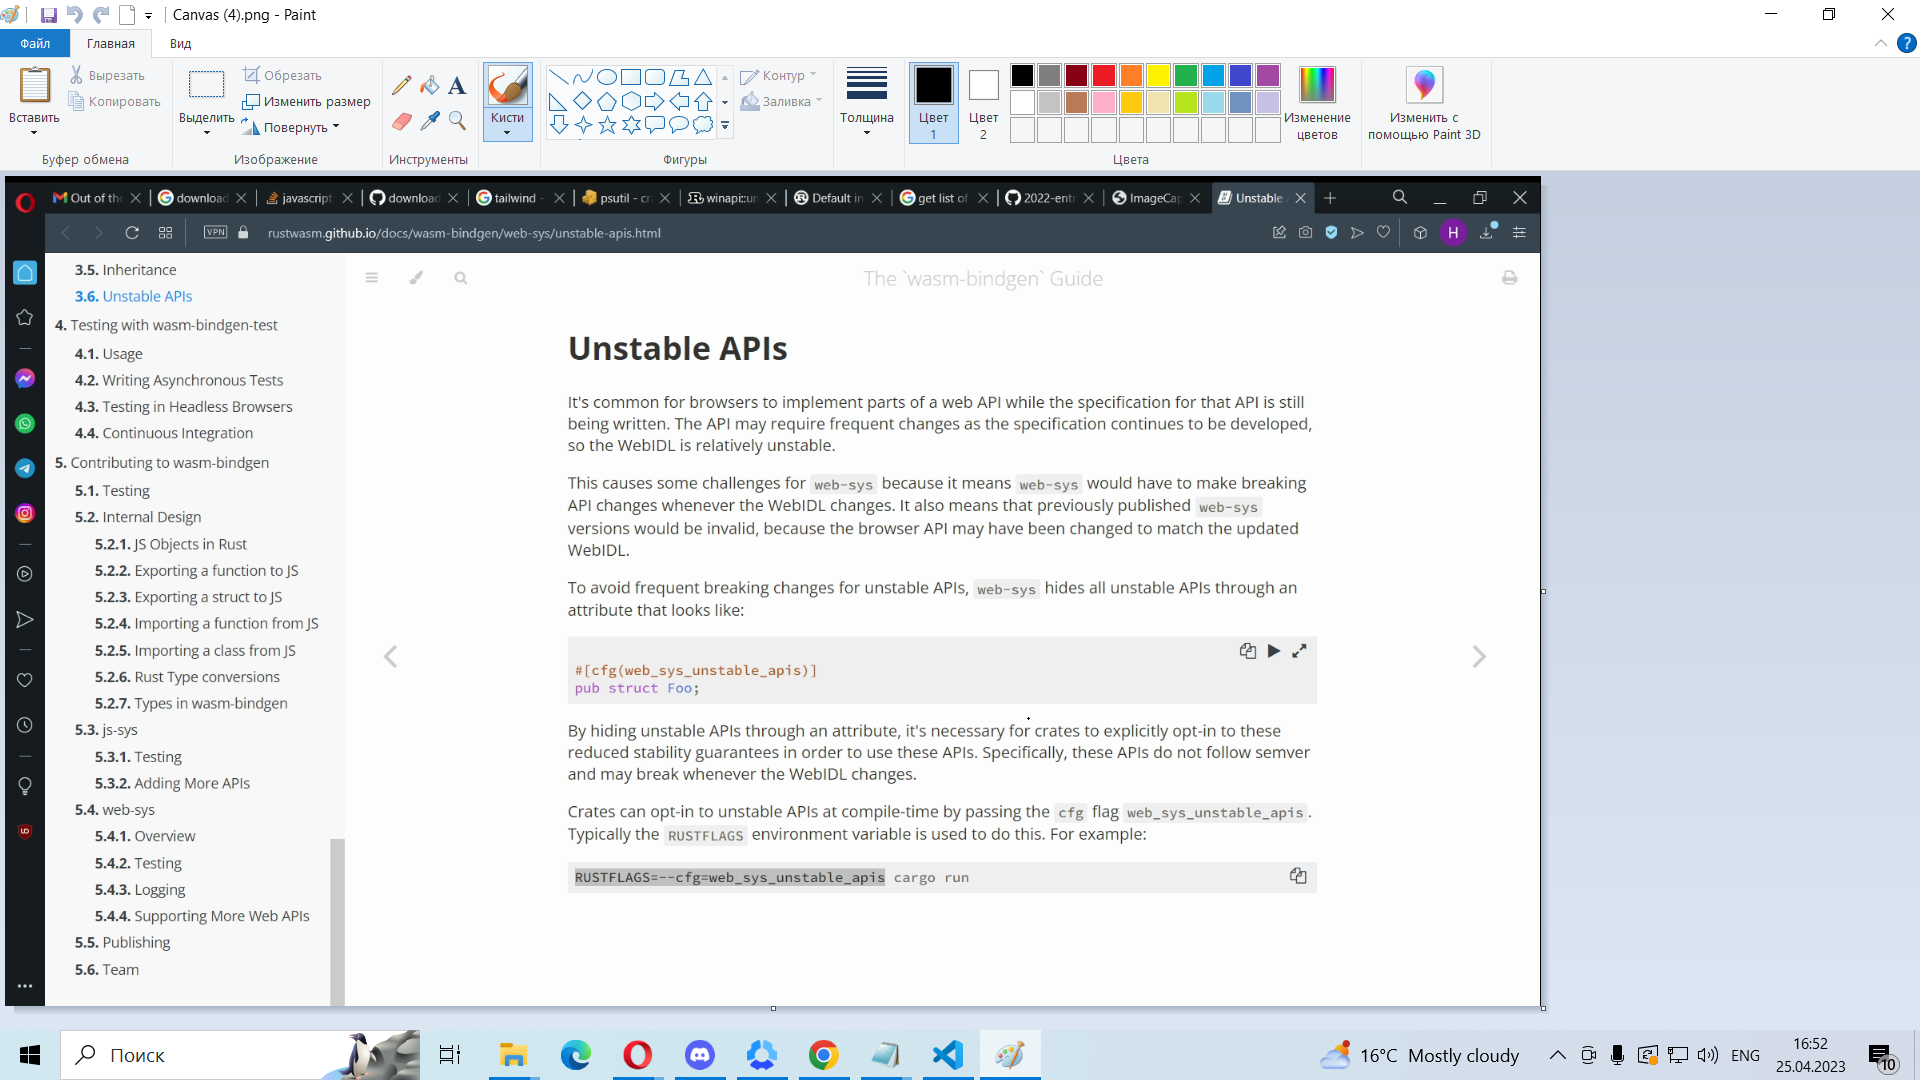 Canvas (4).png - Paint
Файл Главная Вид
Вставить
Вырезать
Копировать
Буфер обмена
Выделить
Обрезать
Изменить размер
Повернуть
Изображение
Инструменты
Кисти
Контур
Заливка
Фигуры
Толщина
Цвет 1
Цвет 2
Изменение цветов
Цвета
Изменить с помощью Paint 3D
Out of the download javascript download tailwind - psutil - cr winapi::un Default in get list of 2022-entr ImageCap Unstable
VPN rustwasm.github.io/docs/wasm-bindgen/web-sys/unstable-apis.html H
3.5. Inheritance
3.6. Unstable APIs
4. Testing with wasm-bindgen-test
4.1. Usage
4.2. Writing Asynchronous Tests
4.3. Testing in Headless Browsers
4.4. Continuous Integration
5. Contributing to wasm-bindgen
5.1. Testing
5.2. Internal Design
5.2.1. JS Objects in Rust
5.2.2. Exporting a function to JS
5.2.3. Exporting a struct to JS
5.2.4. Importing a function from JS
5.2.5. Importing a class from JS
5.2.6. Rust Type conversions
5.2.7. Types in wasm-bindgen
5.3. js-sys
5.3.1. Testing
5.3.2. Adding More APIs
5.4. web-sys
5.4.1. Overview
5.4.2. Testing
5.4.3. Logging
5.4.4. Supporting More Web APIs
5.5. Publishing
5.6. Team
The `wasm-bindgen` Guide
Unstable APIs
It's common for browsers to implement parts of a web API while the specification for that API is still
being written. The API may require frequent changes as the specification continues to be developed,
so the WebIDL is relatively unstable.
This causes some challenges for web-sys because it means web-sys would have to make breaking
API changes whenever the WebIDL changes. It also means that previously published web-sys
versions would be invalid, because the browser API may have been changed to match the updated
WebIDL.
To avoid frequent breaking changes for unstable APIs, web-sys hides all unstable APIs through an
attribute that looks like:
#[cfg(web_sys_unstable_apis)]
pub struct Foo;
By hiding unstable APIs through an attribute, it's necessary for crates to explicitly opt-in to these
reduced stability guarantees in order to use these APIs. Specifically, these APIs do not follow semver
and may break whenever the WebIDL changes.
Crates can opt-in to unstable APIs at compile-time by passing the cfg flag web_sys_unstable_apis.
Typically the RUSTFLAGS environment variable is used to do this. For example:
RUSTFLAGS=--cfg=web_sys_unstable_apis cargo run
Поиск
16°C Mostly cloudy
ENG
16:52
25.04.2023
10